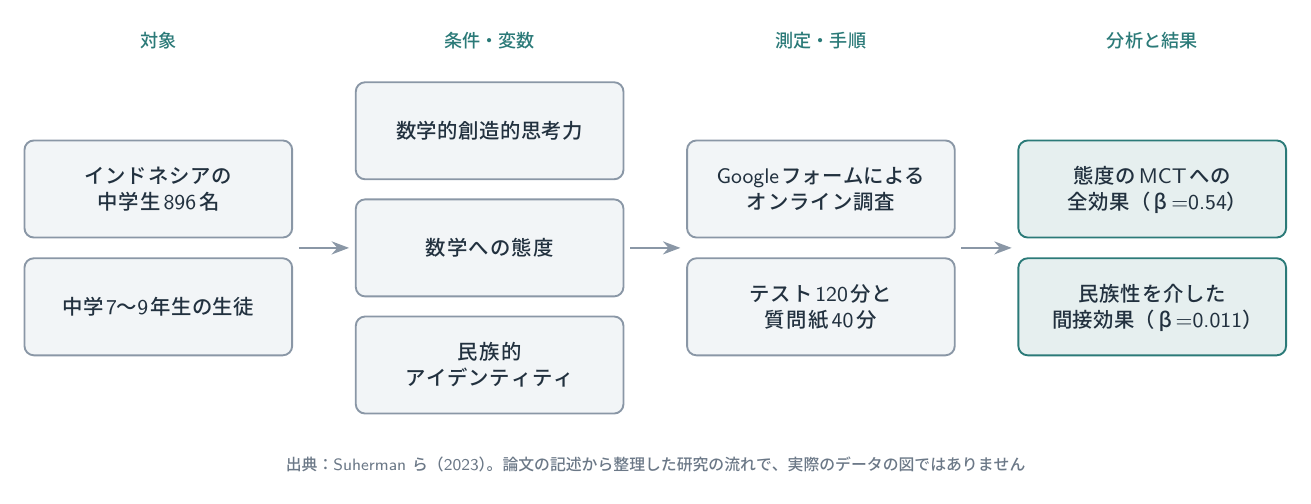 対象
インドネシアの
中学生896名
中学7〜9年生の生徒
条件・変数
数学的創造的思考力
数学への態度
民族的
アイデンティティ
測定・手順
Googleフォームによる
オンライン調査
テスト120分と
質問紙40分
分析と結果
態度のMCTへの
全効果（β=0.54）
民族性を介した
間接効果（β=0.011）
出典：Suherman ら（2023）。論文の記述から整理した研究の流れで、実際のデータの図ではありません